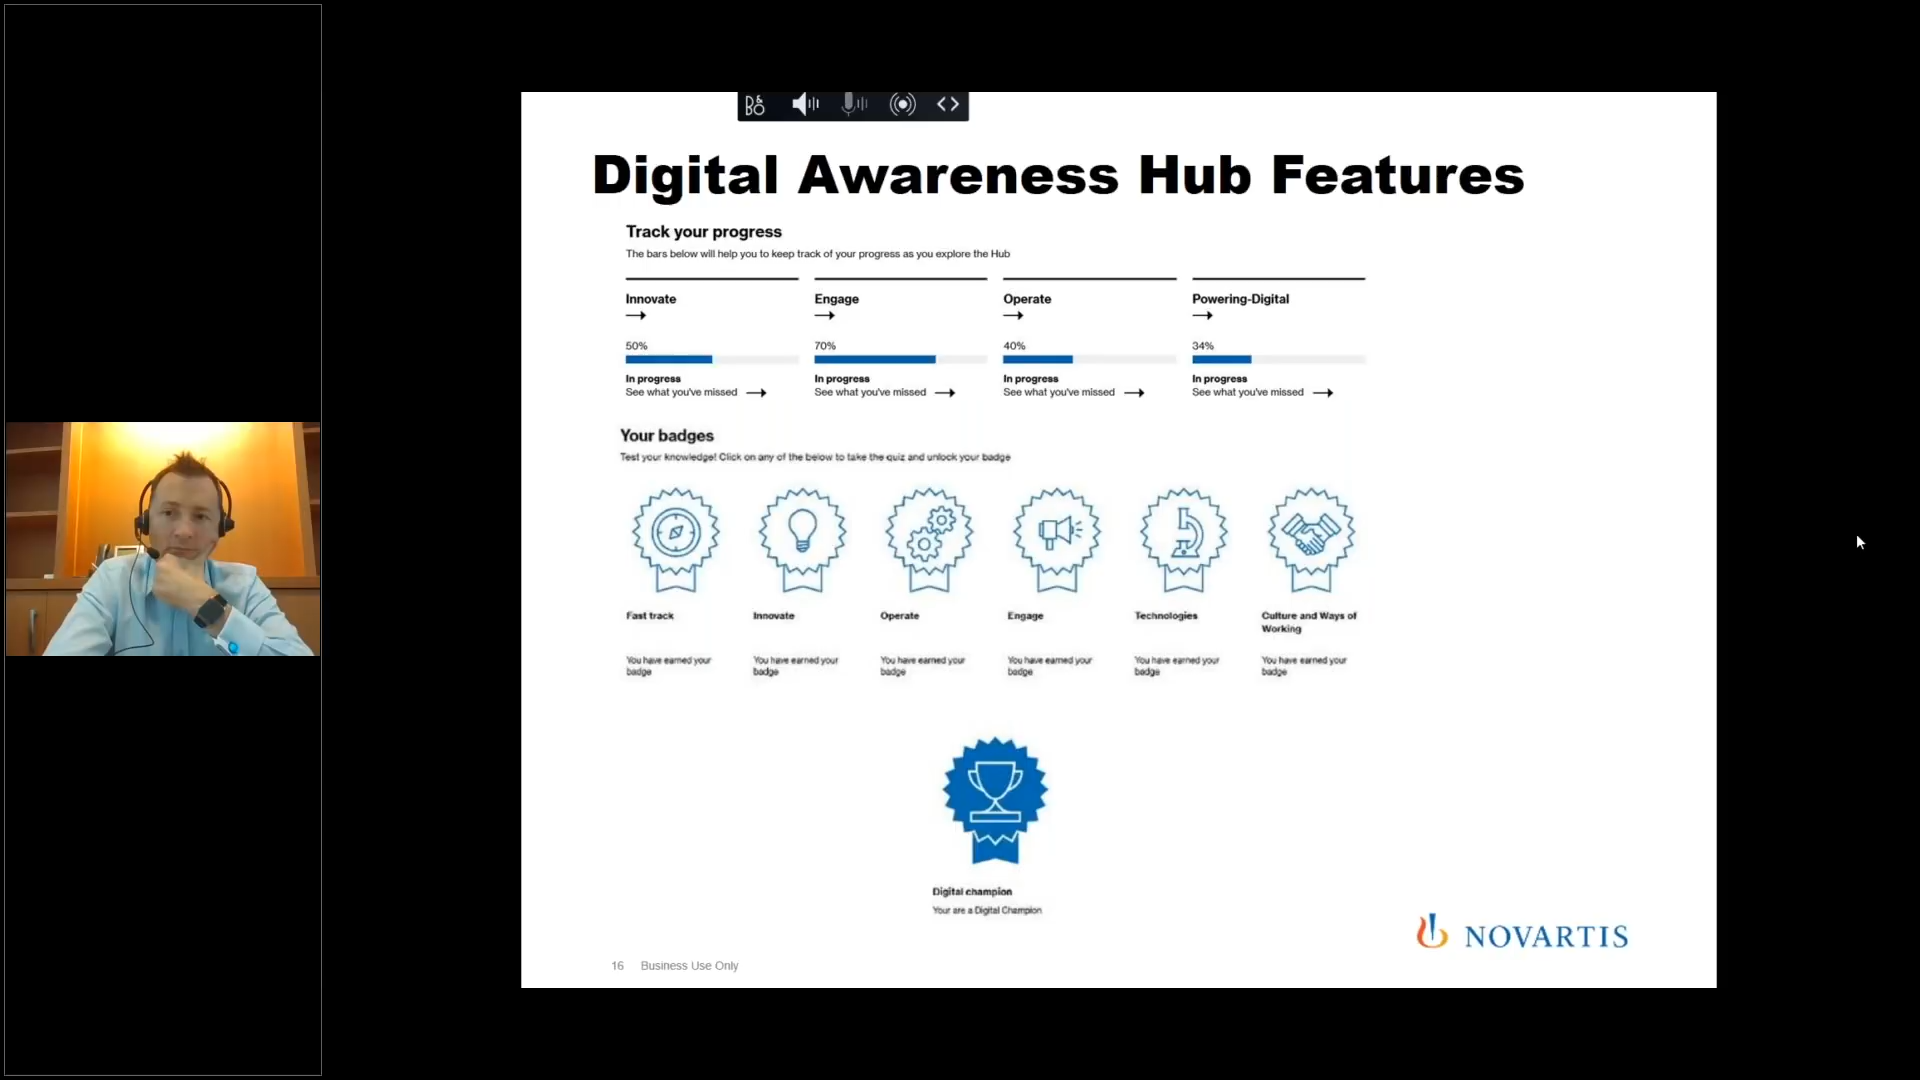 B&O
Digital Awareness Hub Features
Track your progress
The bars below will help you to keep track of your progress as you explore the Hub
Innovate
Engage
Operate
Powering-Digital
50%
70%
40%
34%
In progress
In progress
In progress
In progress
See what you've missed
See what you've missed
See what you've missed
See what you've missed
Your badges
Test your knowledge! Click on any of the below to take the quiz and unlock your badge
Fast track
Innovate
Operate
Engage
Technologies
Culture and Ways of
Working
You have earned your
badge
You have earned your
badge
You have earned your
badge
You have earned your
badge
You have earned your
badge
You have earned your
badge
Digital champion
Your are a Digital Champion
NOVARTIS
16 Business Use Only